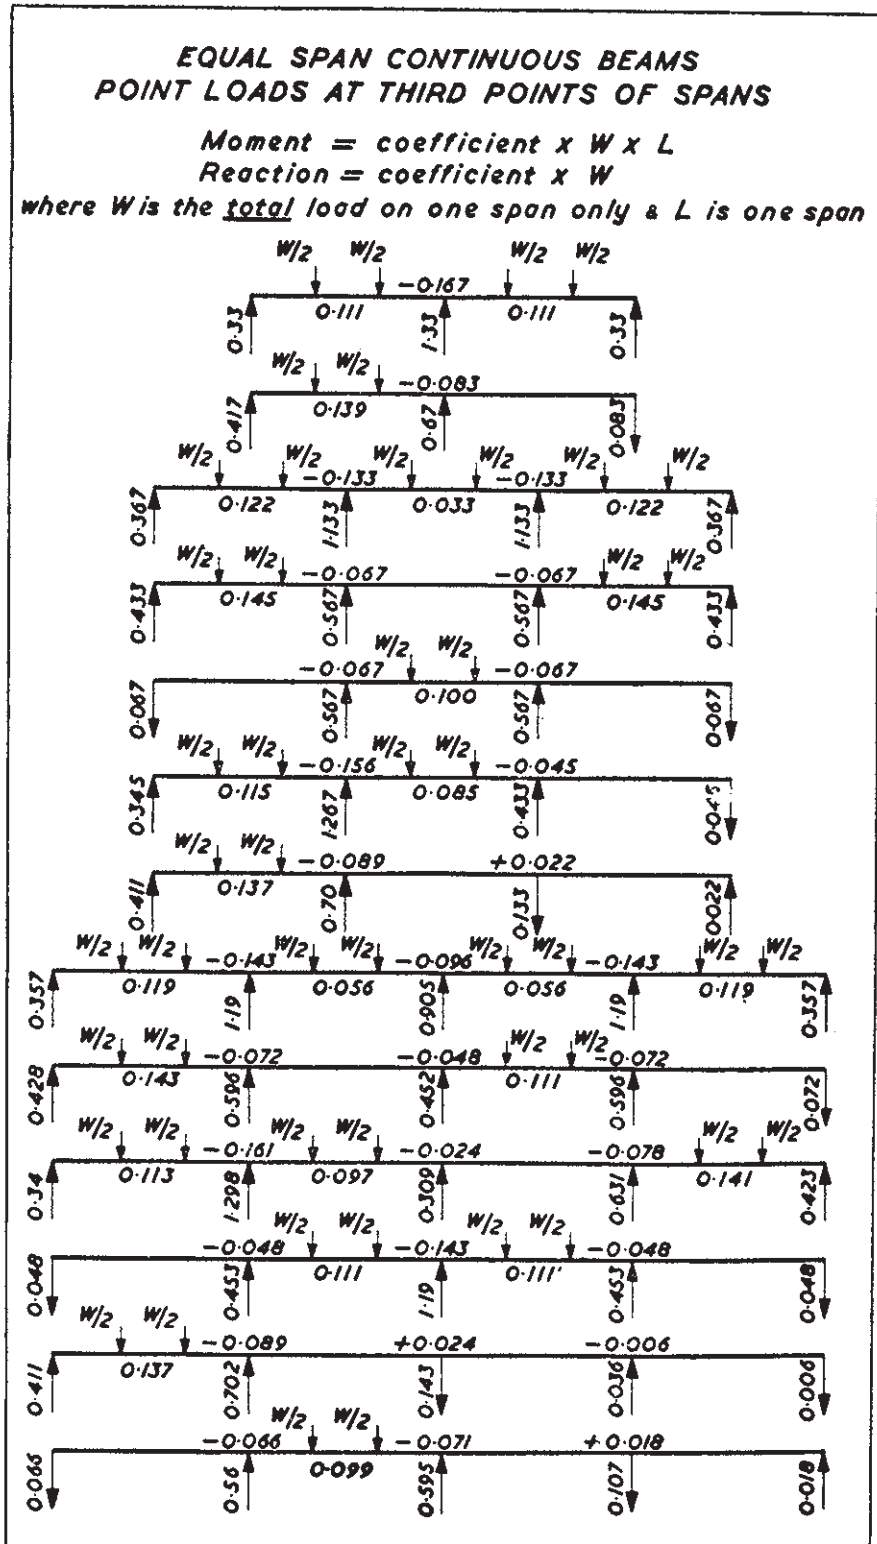 EQUAL SPAN CONTINUOUS BEAMS
POINT LOADS AT THIRD POINTS OF SPANS
Moment = coefficient x W x L
Reaction = coefficient x W
where W is the total load on one span only & L is one span
W/2 W/2 W/2 W/2
-0.167
0.111 0.111
0.33 1.33 0.33
W/2 W/2
-0.083
0.139
0.417 0.67 0.083
W/2 W/2 W/2 W/2 W/2 W/2
-0.133 -0.133
0.122 0.033 0.122
0.367 1.133 1.133 0.367
W/2 W/2 W/2 W/2
-0.067 -0.067
0.145 0.145
0.433 0.567 0.567 0.433
W/2 W/2
-0.067 -0.067
0.100
0.067 0.567 0.567 0.067
W/2 W/2 W/2 W/2
-0.156 -0.045
0.115 0.085
0.345 1.267 0.433 0.045
W/2 W/2
-0.089 +0.022
0.137
0.411 0.70 0.133 0.022
W/2 W/2 W/2 W/2 W/2 W/2 W/2 W/2
-0.143 -0.096 -0.143
0.119 0.056 0.056 0.119
0.357 1.19 0.905 1.19 0.357
W/2 W/2 W/2 W/2
-0.072 -0.048 -0.072
0.143 0.111
0.428 0.596 0.452 0.596 0.072
W/2 W/2 W/2 W/2 W/2 W/2
-0.161 -0.024 -0.078
0.113 0.097 0.141
0.34 1.298 0.309 0.631 0.423
W/2 W/2 W/2 W/2
-0.048 -0.143 -0.048
0.111 0.111
0.048 0.453 1.19 0.453 0.048
W/2 W/2
-0.089 +0.024 -0.006
0.137
0.411 0.702 0.143 0.036 0.006
W/2 W/2
-0.066 -0.071 +0.018
0.099
0.066 0.56 0.595 0.107 0.018